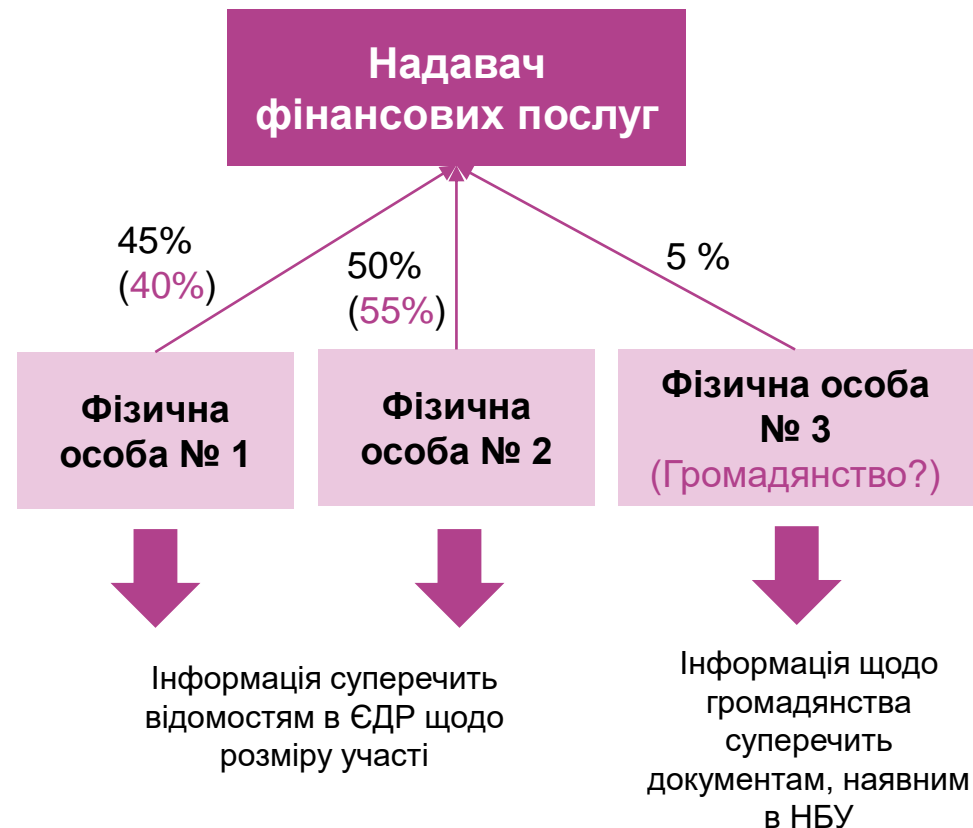 Надавач
фінансових послуг
45%
(40%)
50%
(55%)
5 %
Фізична
особа № 1
Фізична
особа № 2
Фізична особа
№ 3
(Громадянство?)
Інформація суперечить
відомостям в ЄДР щодо
розміру участі
Інформація щодо
громадянства
суперечить
документам, наявним
в НБУ